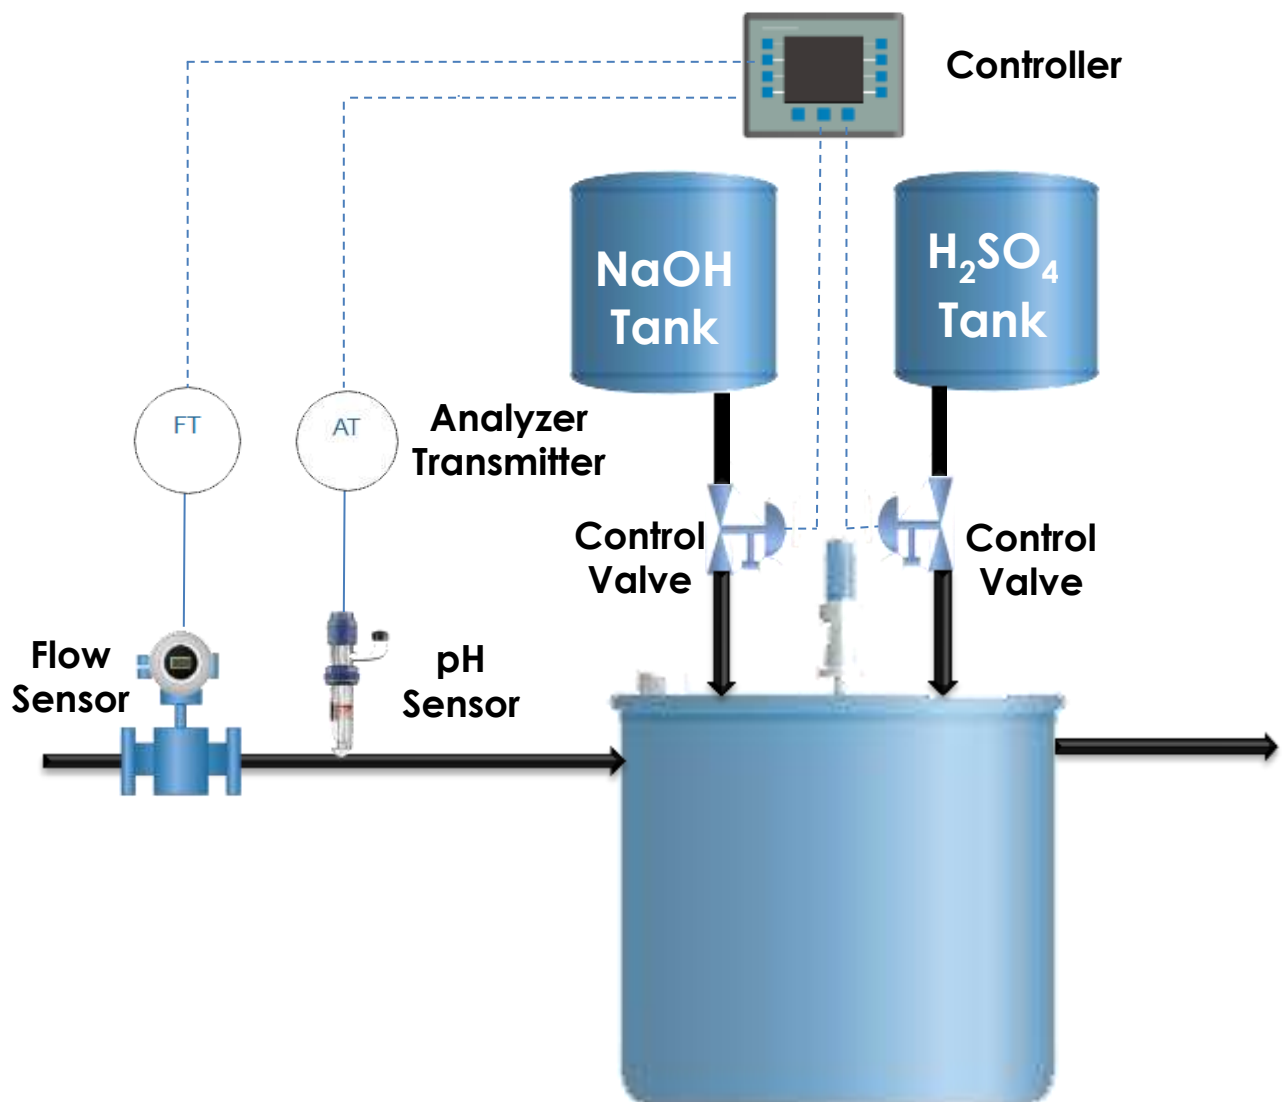 Controller
NaOH
Tank
H₂SO₄
Tank
FT
AT
Analyzer
Transmitter
Control
Valve
Control
Valve
Flow
Sensor
pH
Sensor